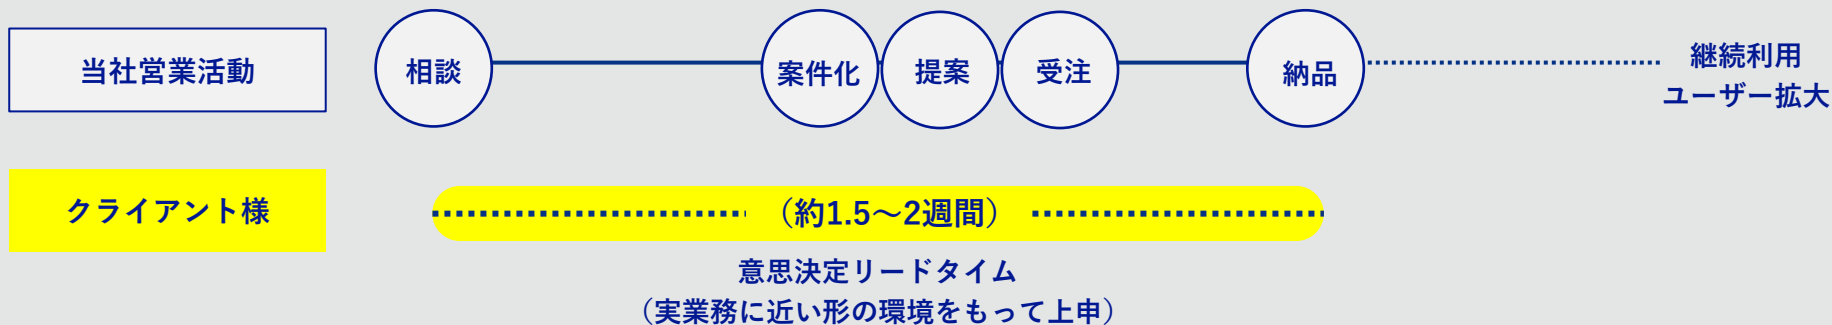 当社営業活動
相談
案件化
提案
受注
納品
継続利用
ユーザー拡大
クライアント様
（約1.5～2週間）
意思決定リードタイム
（実業務に近い形の環境をもって上申）